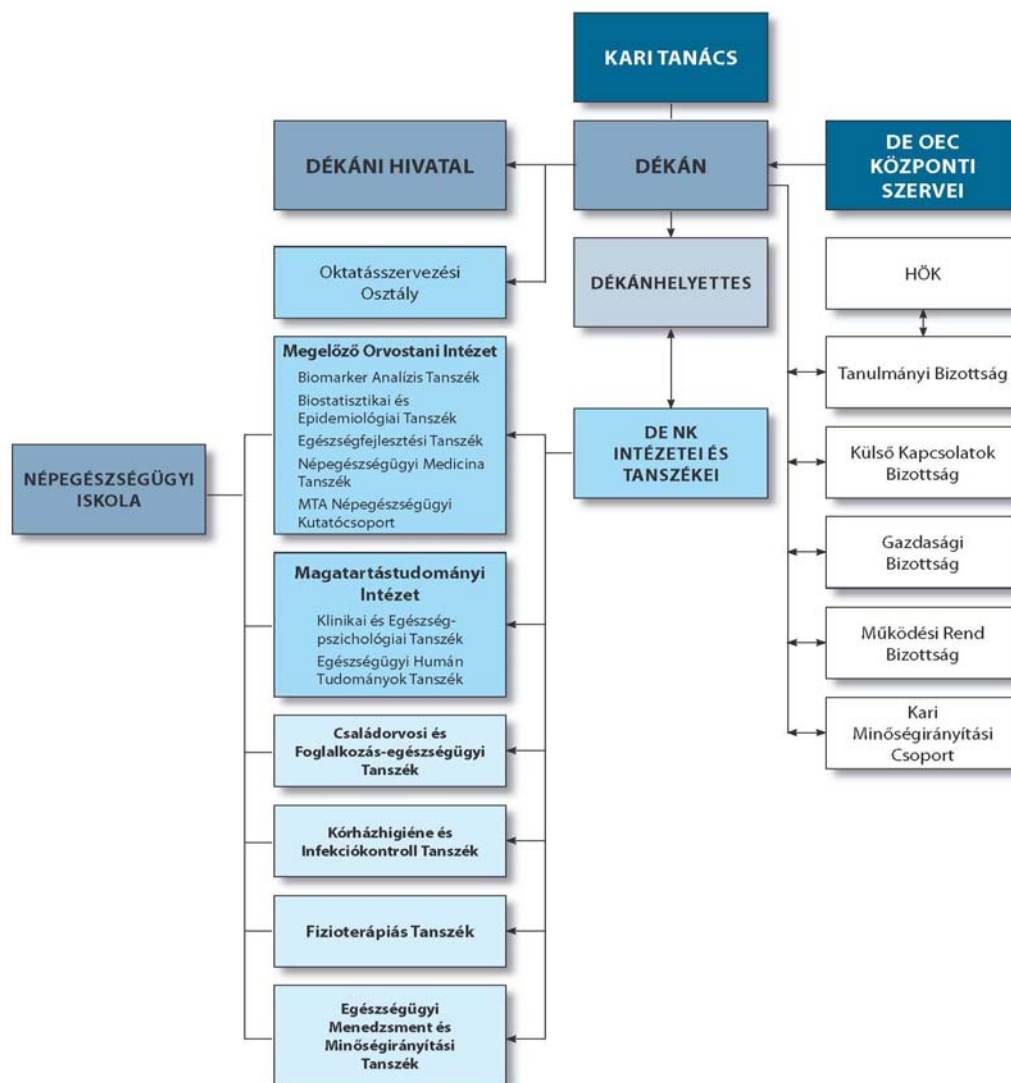 KARI TANÁCS
DÉKÁNI HIVATAL
DÉKÁN
DE OEC
KÖZPONTI
SZERVEI
Oktatásszervezési
Osztály
DÉKÁNHELYETTES
HÖK
Megelőző Orvostani Intézet
Biomarker Analízis Tanszék
Biostatisztikai és
Epidemiológiai Tanszék
Egészségfejlesztési Tanszék
Népegészségügyi Medicina
Tanszék
MTA Népegészségügyi
Kutatócsoport
DE NK
INTÉZETEI ÉS
TANSZÉKEI
Tanulmányi Bizottság
Külső Kapcsolatok
Bizottság
NÉPEGÉSZSÉGÜGYI
ISKOLA
Gazdasági
Bizottság
Magatartástudományi
Intézet
Klinikai és Egészség-
pszichológiai Tanszék
Egészségügyi Humán
Tudományok Tanszék
Működési Rend
Bizottság
Kari
Minőségirányítási
Csoport
Családorvosi és
Foglalkozás-egészségügyi
Tanszék
Kórházhigiéne és
Infekciókontroll Tanszék
Fizioterápiás Tanszék
Egészségügyi
Menedzsment és
Minőségirányítási
Tanszék